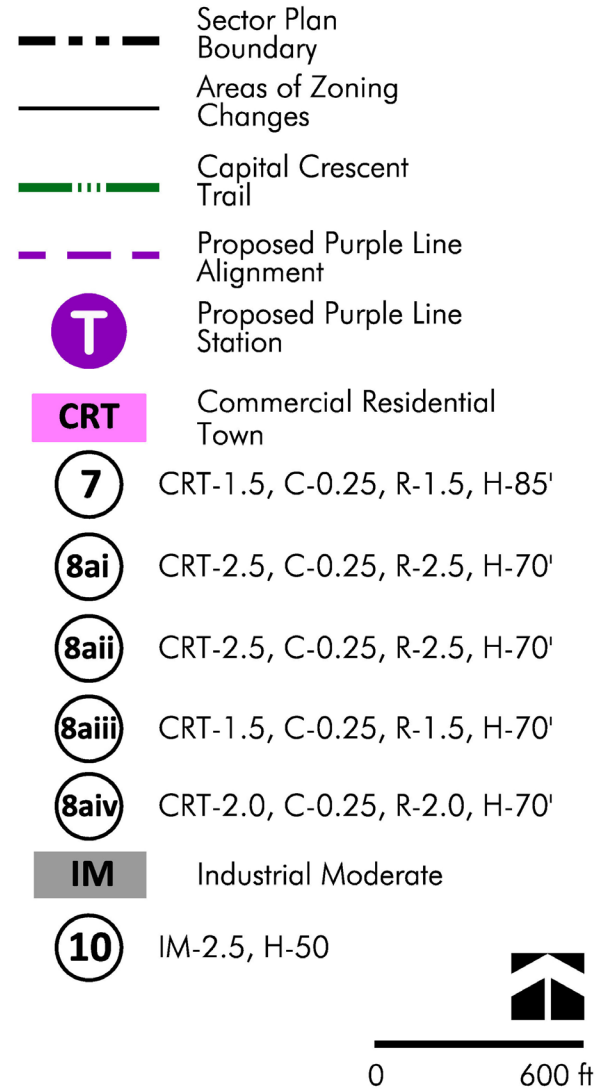 Sector Plan
Boundary
Areas of Zoning
Changes
Capital Crescent
Trail
Proposed Purple Line
Alignment
T
Proposed Purple Line
Station
CRT
Commercial Residential
Town
7 CRT-1.5, C-0.25, R-1.5, H-85'
8ai CRT-2.5, C-0.25, R-2.5, H-70'
8aii CRT-2.5, C-0.25, R-2.5, H-70'
8aiii CRT-1.5, C-0.25, R-1.5, H-70'
8aiv CRT-2.0, C-0.25, R-2.0, H-70'
IM Industrial Moderate
10 IM-2.5, H-50
0 600 ft